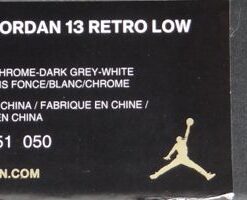 ORDAN 13 RETRO LOW
CHROME-DARK GREY-WHITE
IS FONCE/BLANC/CHROME
CHINA / FABRIQUE EN CHINE /
EN CHINA
51 050
N.COM